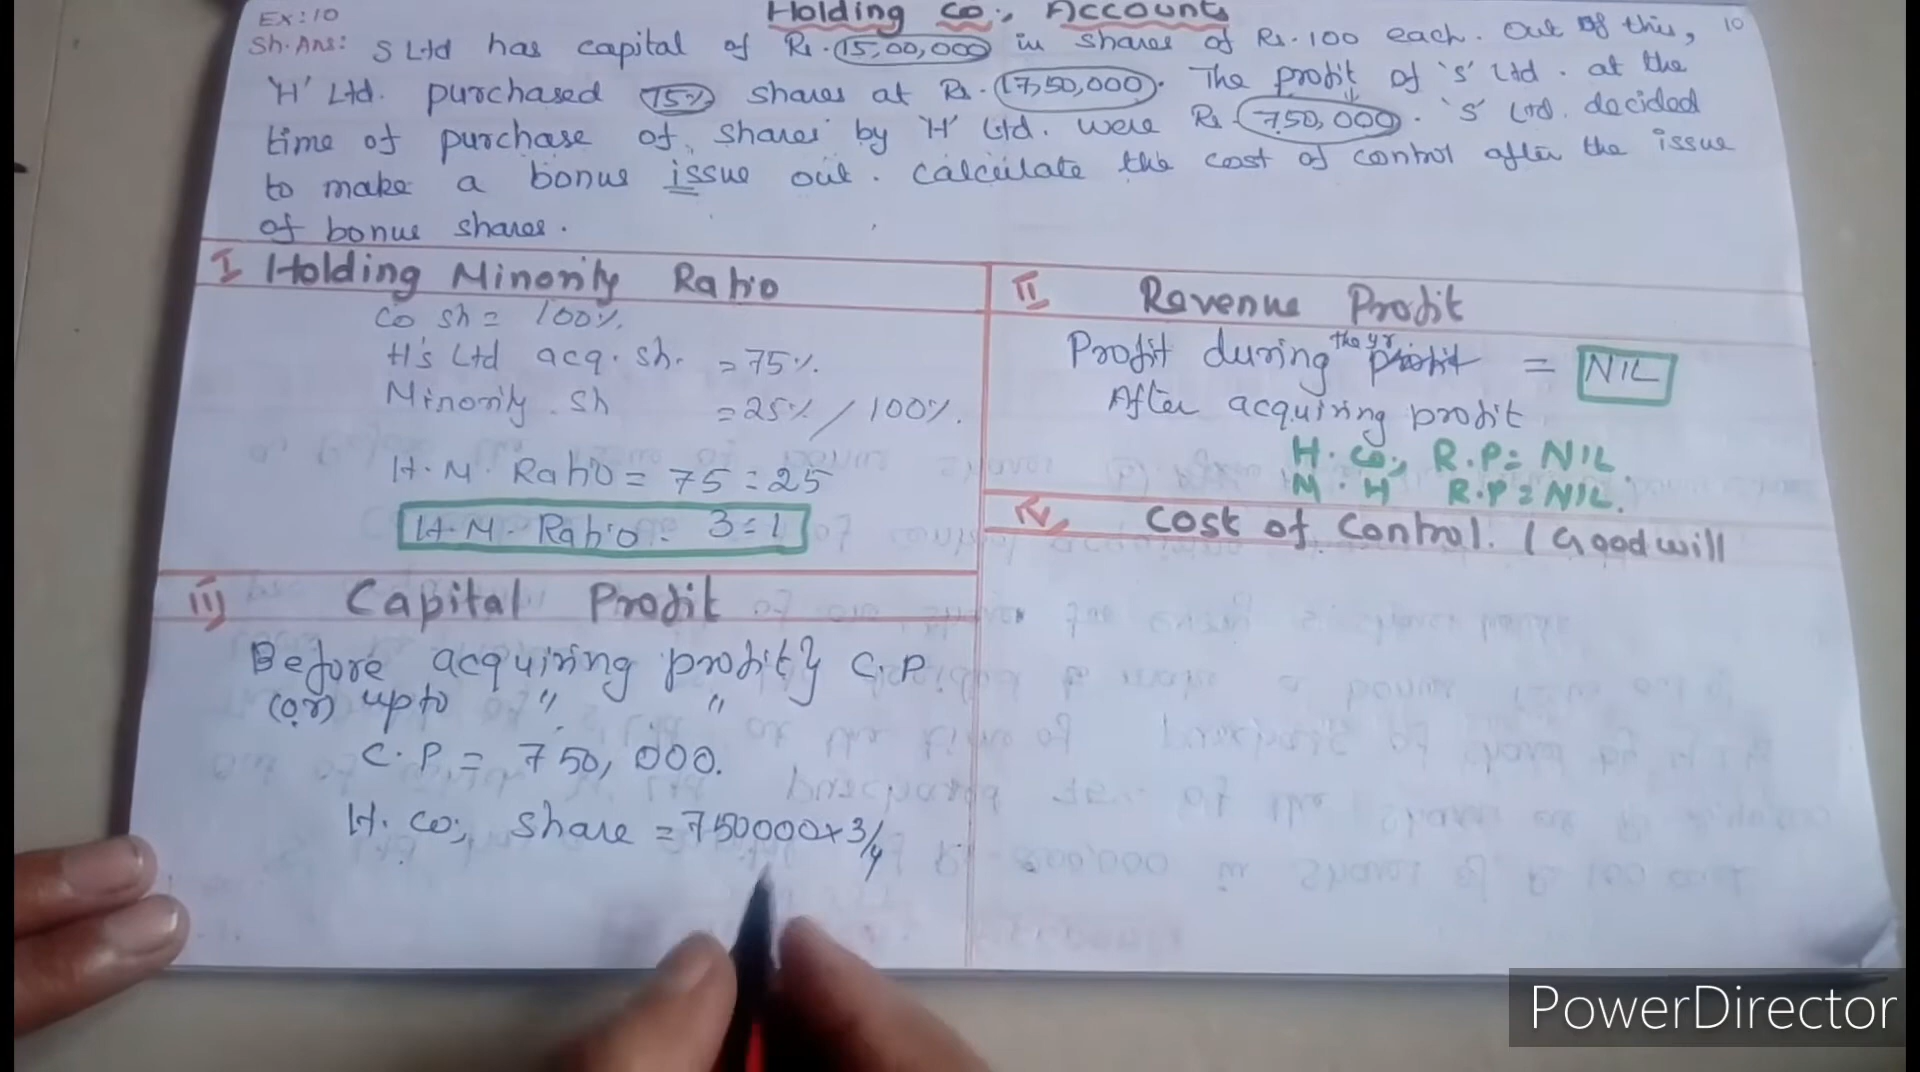 Holding Co:, Accounts
Ex:10
10
Sh.Ans: S Ltd has capital of Rs. 15,00,000 in shares of Rs. 100 each. Out of this,
'H' Ltd. purchased 75% shares at Rs. 17,50,000. The profit of 'S' Ltd. at the
time of purchase of shares by 'H' Ltd. were Rs 7,50,000. 'S' Ltd. decided
to make a bonus issue out. calculate the cost of control after the issue
of bonus shares.
I Holding Minority Ratio
Co sh = 100%.
H's Ltd acq. sh. = 75%.
Minority sh = 25% / 100%.
H.M. Ratio = 75 : 25
H.M. Ratio = 3:1
II Revenue Profit
Profit during the yr profit = NIL
After acquiring profit
H. Co:, R.P = NIL.
M. H R.P = NIL.
III Capital Profit
Before acquiring profit} C.P
(or) upto " "
C.P = 750,000.
H. Co:, share = 750000 x 3/4
IV Cost of Control. / Goodwill
PowerDirector